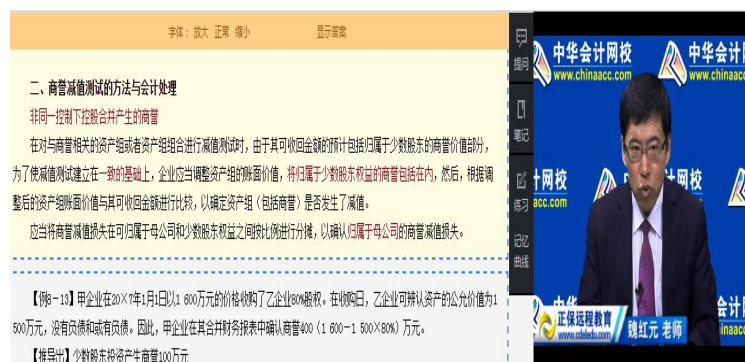 字体：放大 正常 缩小 显示答案
二、商誉减值测试的方法与会计处理
非同一控制下控股合并产生的商誉
在对与商誉相关的资产组或者资产组组合进行减值测试时，由于其可收回金额的预计包括归属于少数股东的商誉价值部分，
为了使减值测试建立在一致的基础上，企业应当调整资产组的账面价值，将归属于少数股东权益的商誉包括在内，然后，根据调
整后的资产组账面价值与其可收回金额进行比较，以确定资产组（包括商誉）是否发生了减值。
应当将商誉减值损失在可归属于母公司和少数股东权益之间按比例进行分摊，以确认归属于母公司的商誉减值损失。
【例8－13】甲企业在20×7年1月1日以1 600万元的价格收购了乙企业80%股权。在收购日，乙企业可辨认资产的公允价值为1
500万元，没有负债和或有负债。因此，甲企业在其合并财务报表中确认商誉400（1 600－1 500×80%）万元。
【推导出】少数股东投资产生商誉100万元
提问
笔记
练习
记忆
曲线
中华会计网校
www.chinaacc.com
中华会计网
www.chinaacc
计网校
acc.com
网校
正保远程教育
www.cdeledu.com
魏红元 老师